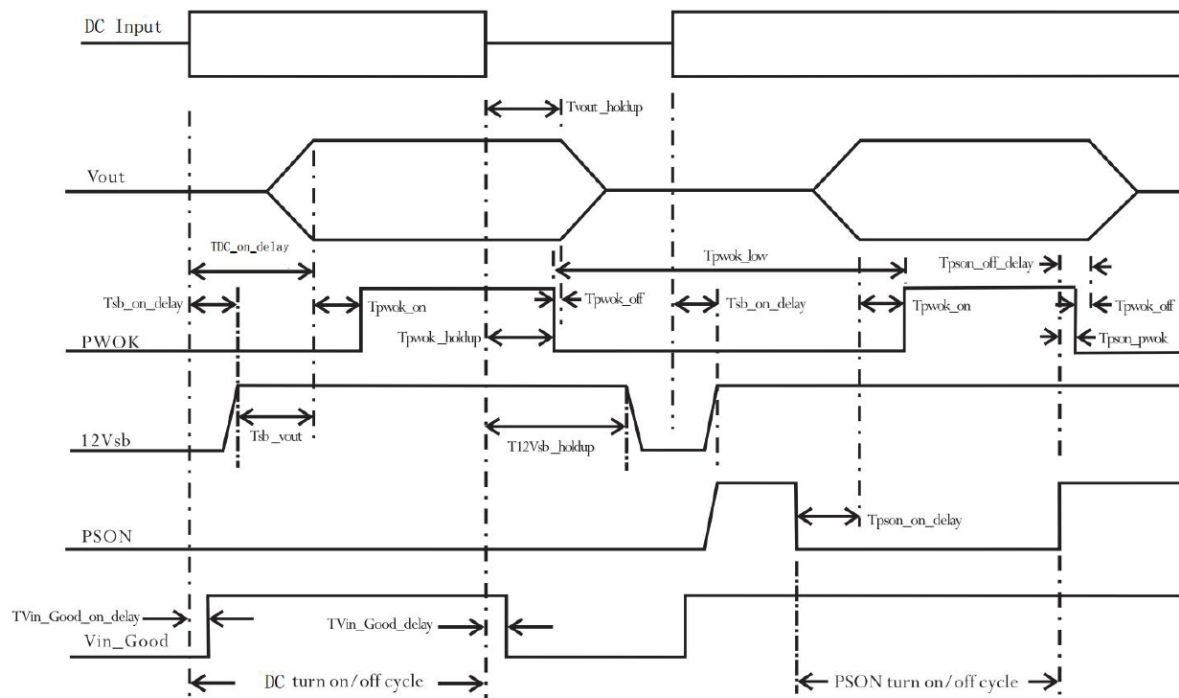 DC Input
Tvout_holdup
Vout
TDC_on_delay
Tpwok_low
Tpson_off_delay
Tsb_on_delay
Tpwok_on
Tpwok_off
Tsb_on_delay
Tpwok_on
Tpwok_off
Tpwok_holdup
Tpson_pwok
PWOK
12Vsb
Tsb_vout
T12Vsb_holdup
PSON
Tpson_on_delay
TVin_Good_on_delay
TVin_Good_delay
Vin_Good
DC turn on/off cycle
PSON turn on/off cycle